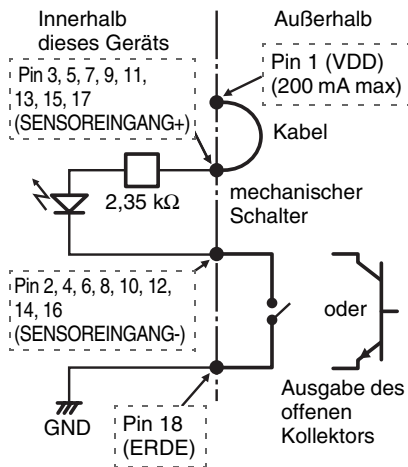 Innerhalb
dieses Geräts
Außerhalb
Pin 3, 5, 7, 9, 11,
13, 15, 17
(SENSOREINGANG+)
Pin 1 (VDD)
(200 mA max)
Kabel
2,35 kΩ
mechanischer
Schalter
Pin 2, 4, 6, 8, 10, 12,
14, 16
(SENSOREINGANG-)
oder
GND
Pin 18
(ERDE)
Ausgabe des
offenen
Kollektors